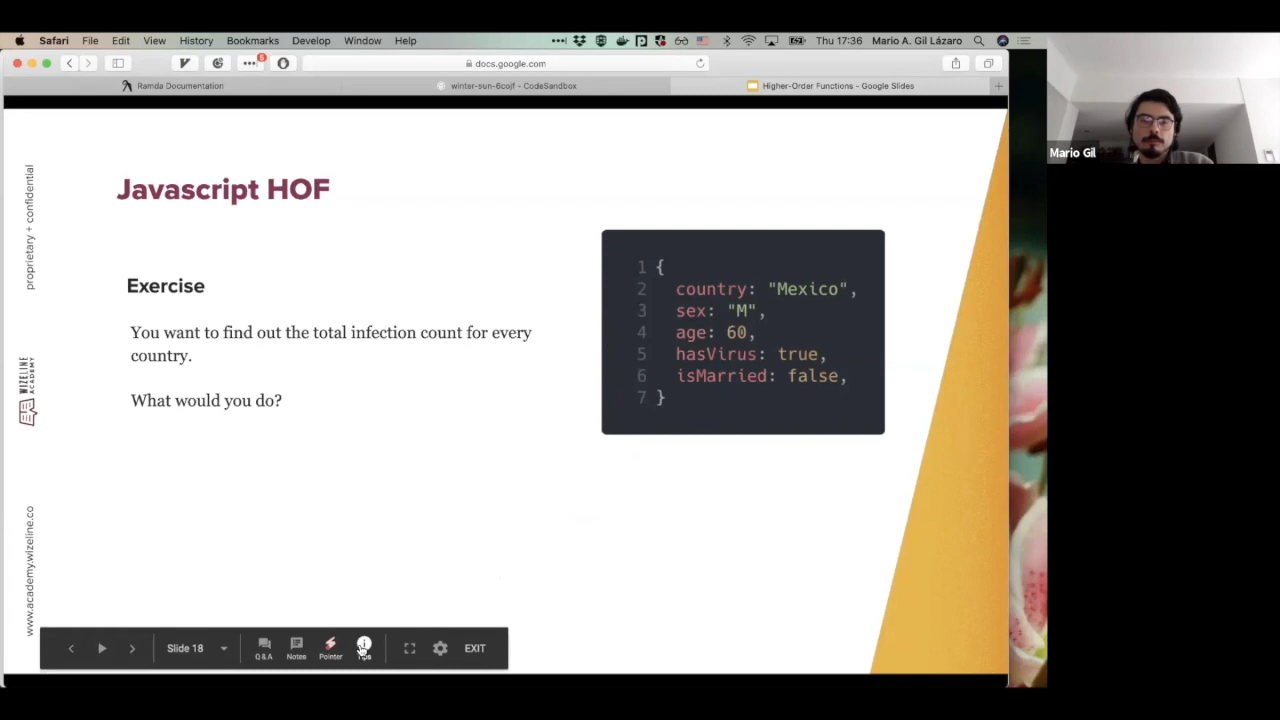 Safari File Edit View History Bookmarks Develop Window Help Thu 17:36 Mario A. Gil Lázaro
docs.google.com
Ramda Documentation winter-sun-6cojf - CodeSandbox Higher-Order Functions - Google Slides
Mario Gil
proprietary + confidential
WIZELINE
ACADEMY
www.academy.wizeline.co
Javascript HOF
Exercise
You want to find out the total infection count for every
country.
What would you do?
1 {
2 country: "Mexico",
3 sex: "M",
4 age: 60,
5 hasVirus: true,
6 isMarried: false,
7 }
Slide 18 Q&A Notes Pointer EXIT